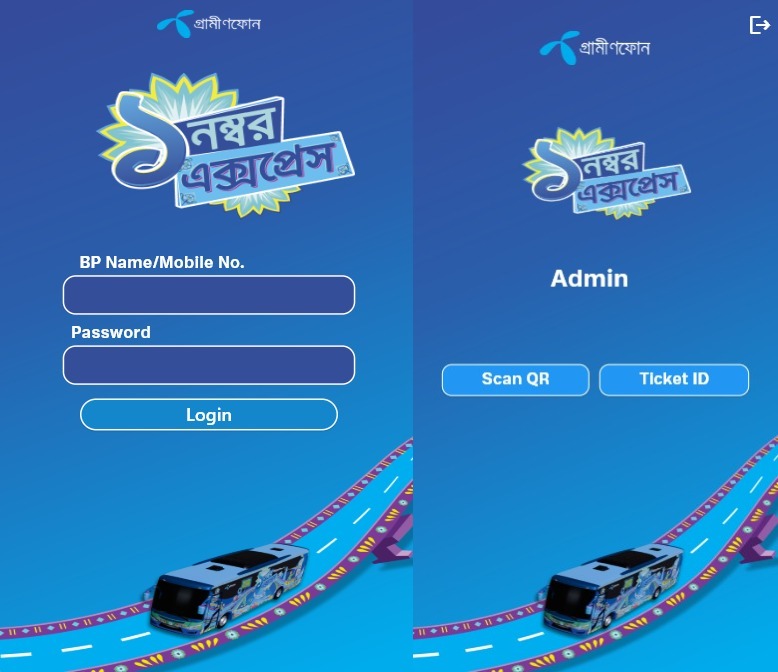 গ্রামীণফোন
১ নম্বর
এক্সপ্রেস
BP Name/Mobile No.
Password
Login
গ্রামীণফোন
১ নম্বর
এক্সপ্রেস
Admin
Scan QR
Ticket ID